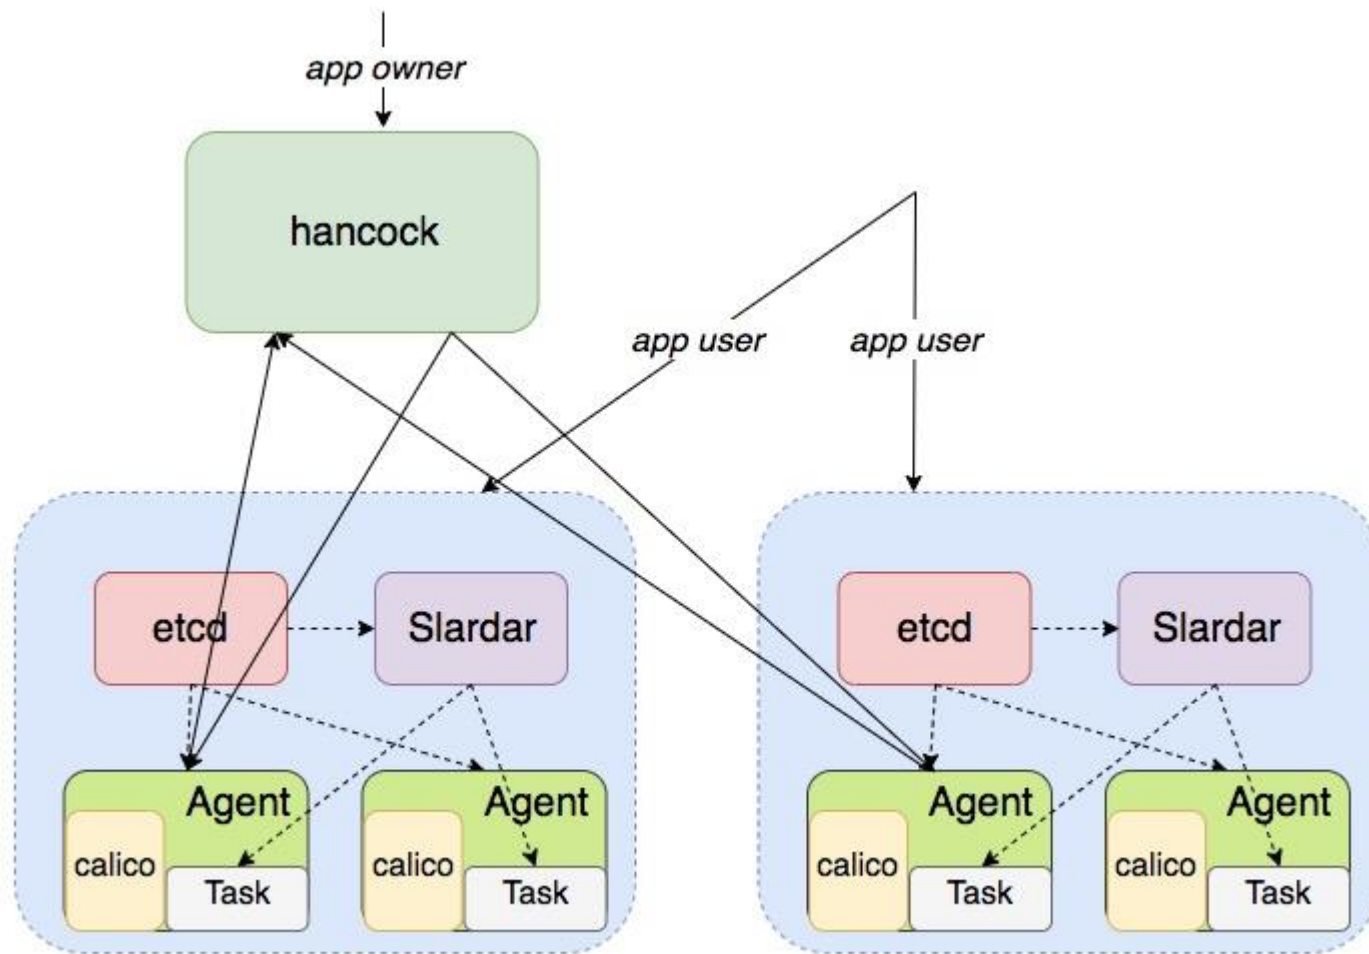 app owner
hancock
app user
app user
etcd
Slardar
etcd
Slardar
Agent
Agent
Agent
Agent
calico
calico
calico
calico
Task
Task
Task
Task